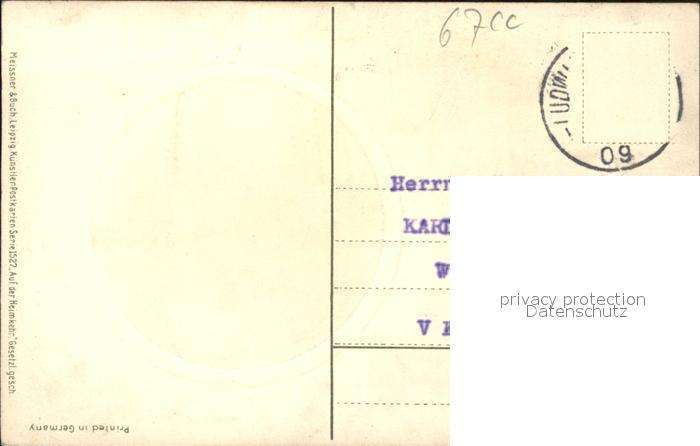 67cc
LUDW
09
Herrn
KAR
W
V
privacy protection
Datenschutz
Meissner & Buch, Leipzig. Künstler-Postkarten Serie 1527. „Auf der Heimkehr." Gesetzl. gesch.
Printed in Germany